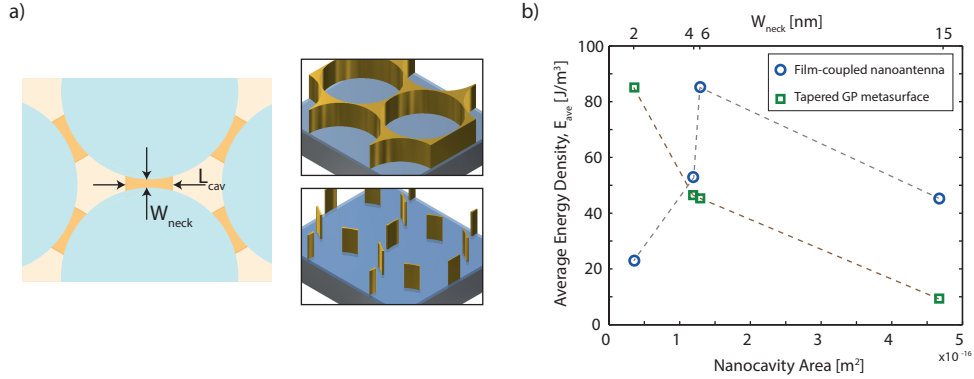 a)
L_cav
W_neck
b)
W_neck [nm]
2 4 6 15
Average Energy Density, E_ave [J/m³]
100
80
60
40
20
0
Film-coupled nanoantenna
Tapered GP metasurface
0 1 2 3 4 5
x10 -16
Nanocavity Area [m²]